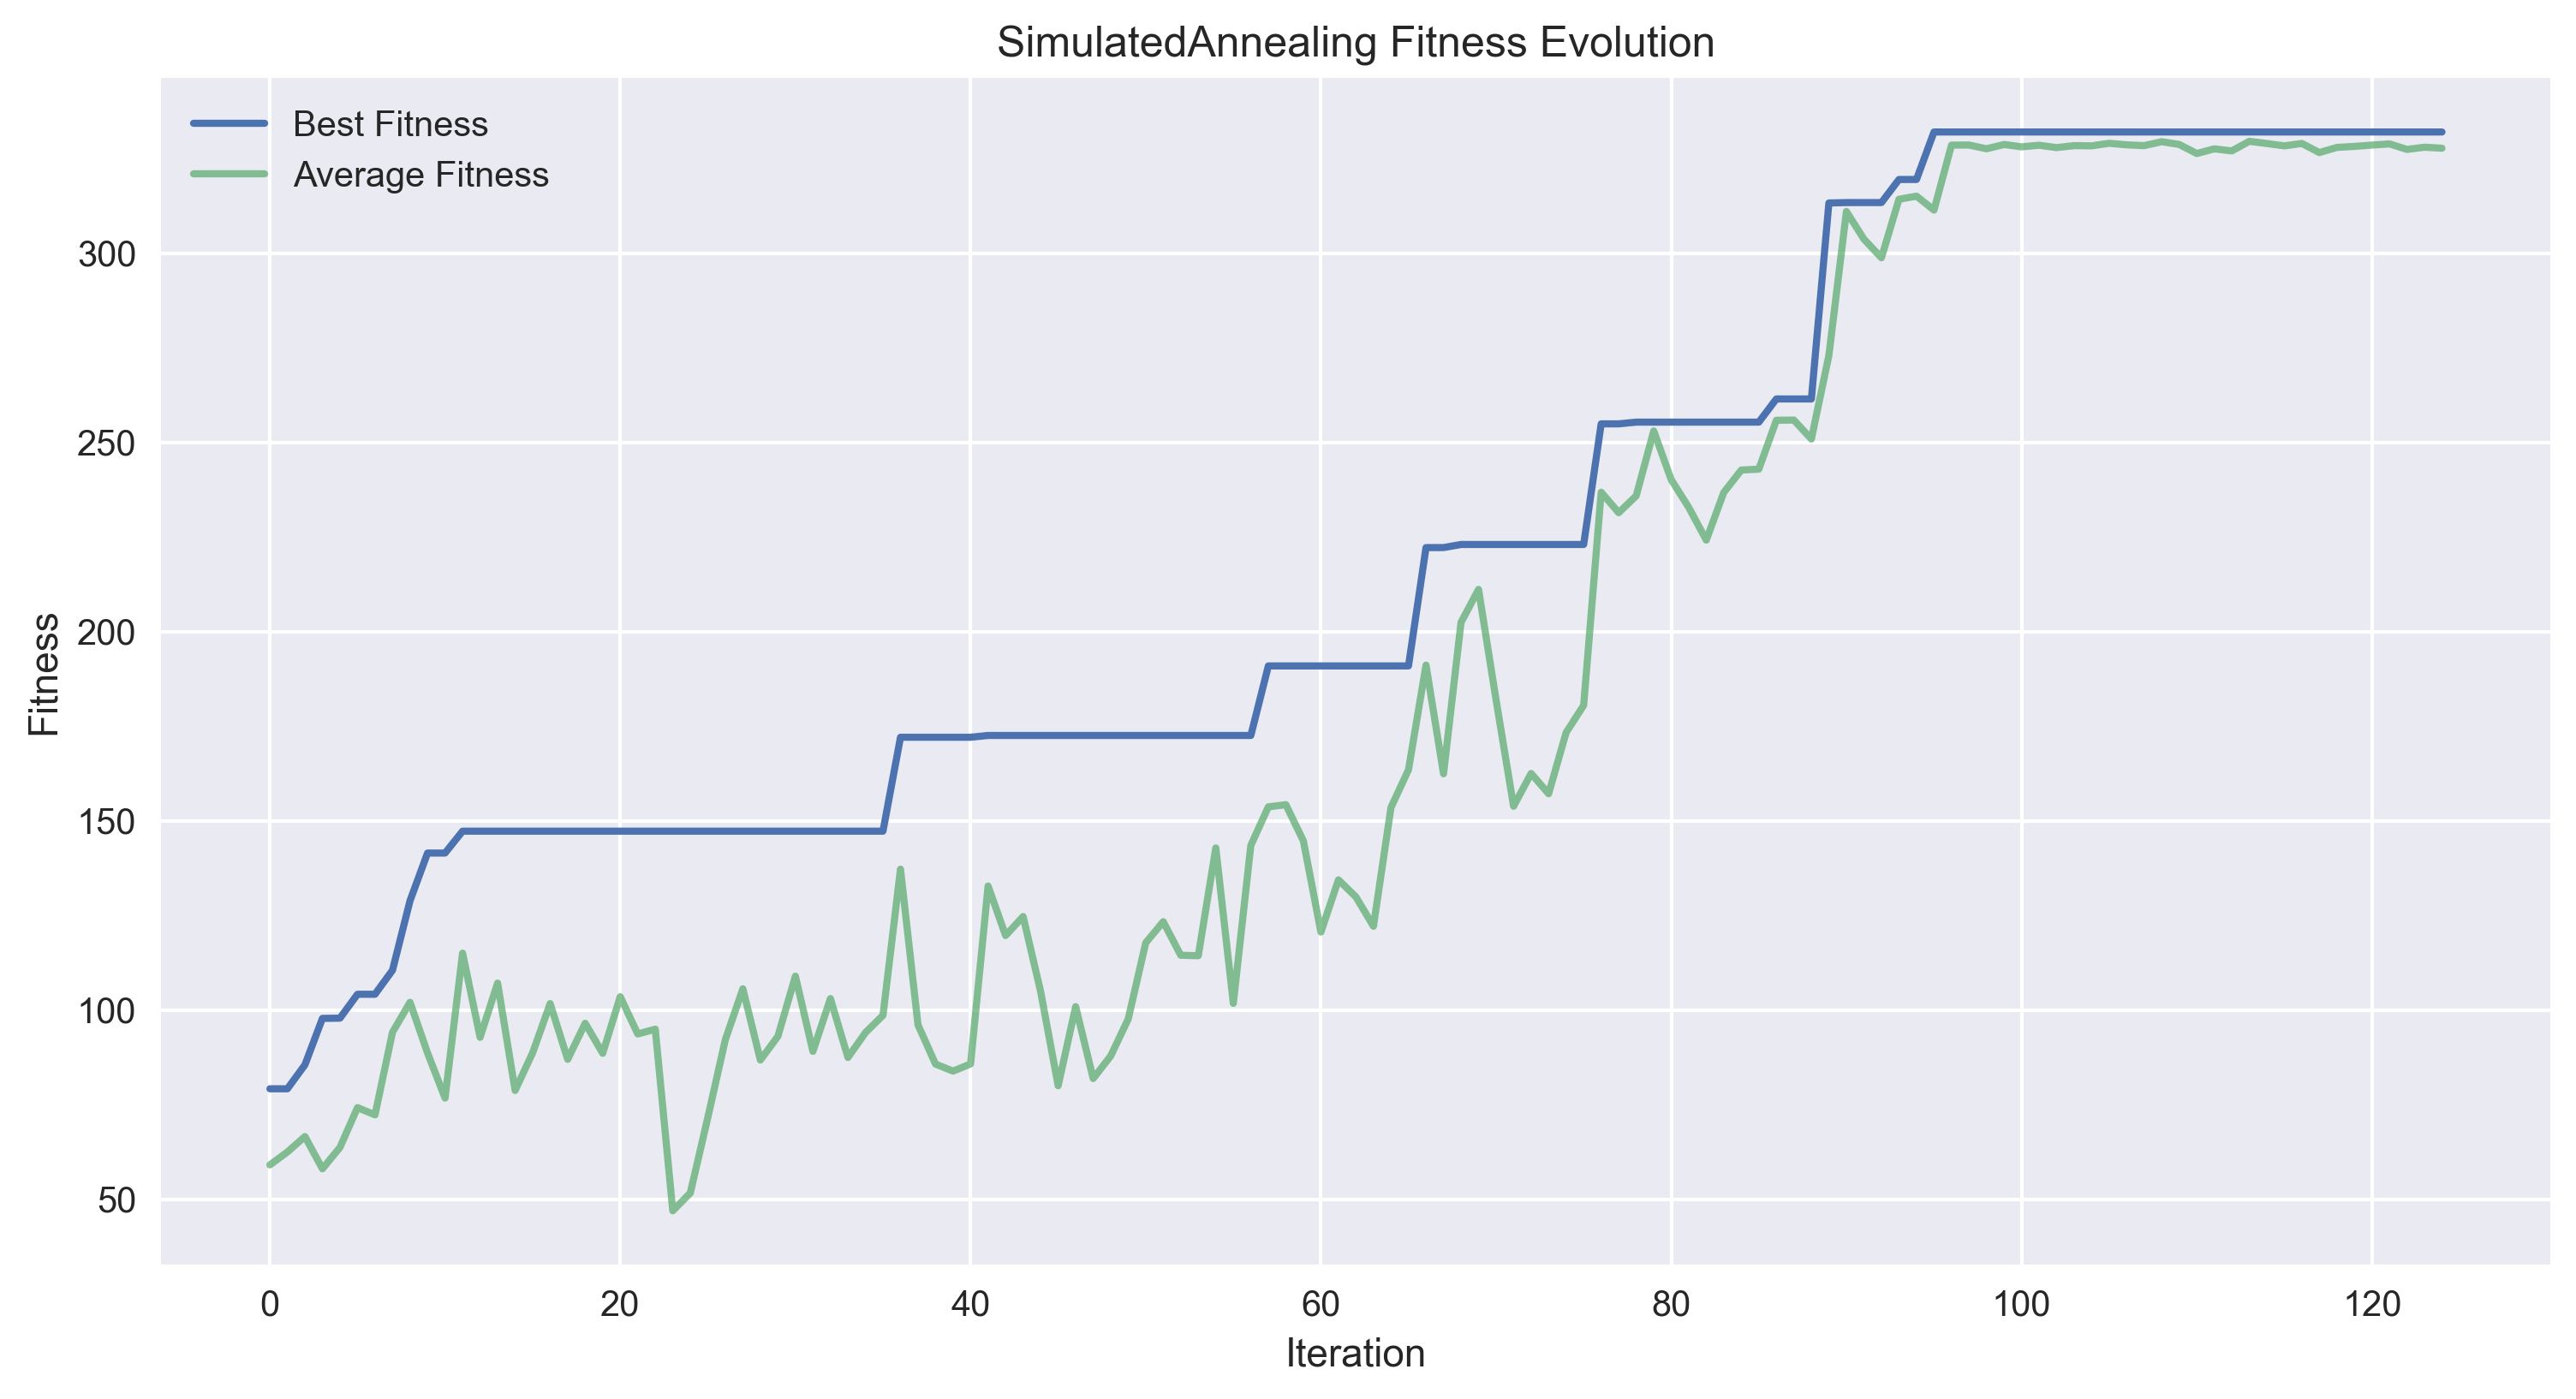 SimulatedAnnealing Fitness Evolution
Best Fitness
Average Fitness
300
250
200
150
100
50
Fitness
0 20 40 60 80 100 120
Iteration